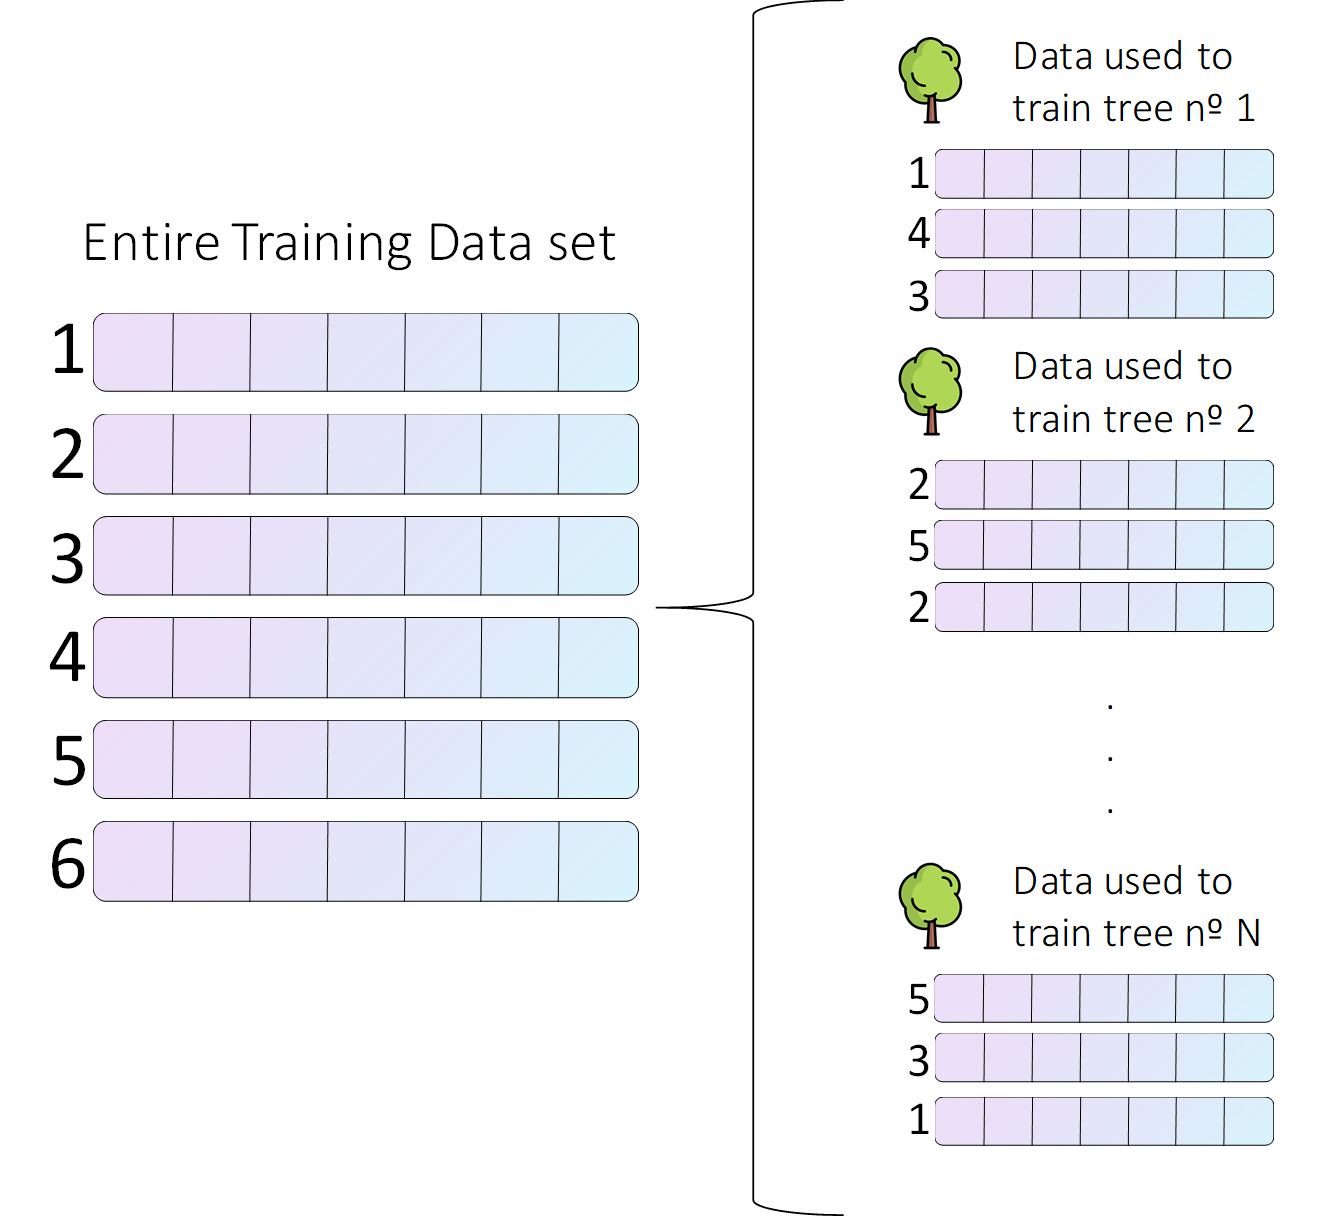 Entire Training Data set
1
2
3
4
5
6
Data used to
train tree nº 1
1
4
3
Data used to
train tree nº 2
2
5
2
.
.
.
Data used to
train tree nº N
5
3
1